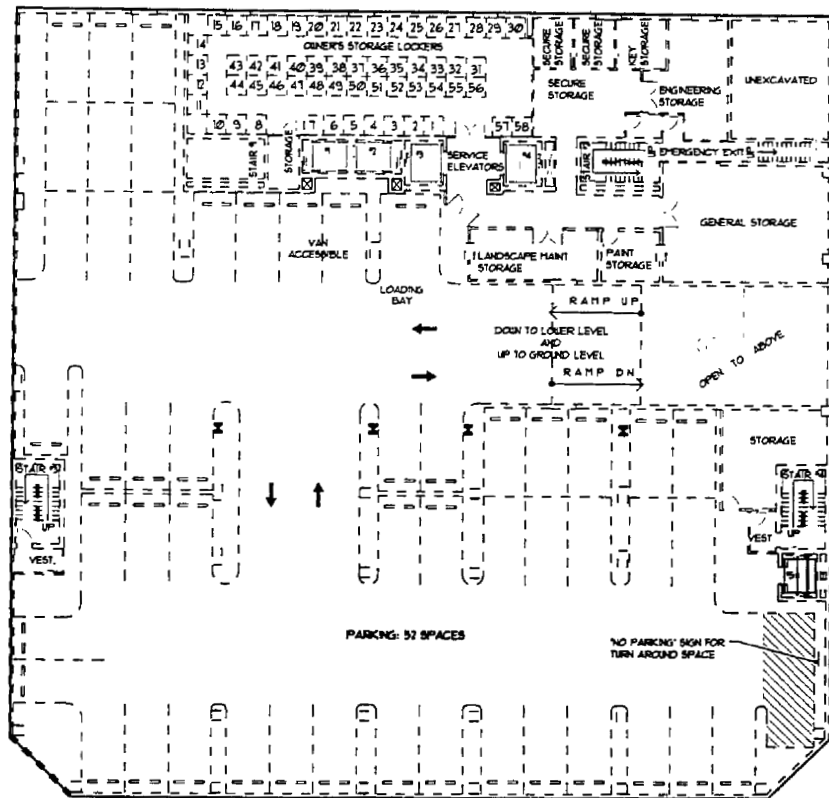 15 16 17 18 19 20 21 22 23 24 25 26 27 28 29 30
OWNER'S STORAGE LOCKERS
14
13
12
11
43 42 41 40 39 38 37 36 35 34 33 32 31
44 45 46 47 48 49 50 51 52 53 54 55 56
10 9 8
7 6 5 4 3 2 1
57 58
SECURE
STORAGE
SECURE
STORAGE
KEY
STORAGE
SECURE
STORAGE
ENGINEERING
STORAGE
UNEXCAVATED
STORAGE
SERVICE
ELEVATORS
EMERGENCY EXIT
GENERAL STORAGE
VAN
ACCESSIBLE
LANDSCAPE MAINT
STORAGE
PAINT
STORAGE
LOADING
BAY
RAMP UP
DOWN TO LOWER LEVEL
AND
UP TO GROUND LEVEL
RAMP DN
OPEN TO ABOVE
STORAGE
STAIR
UP
VEST.
STAIR
UP
VEST
PARKING: 52 SPACES
"NO PARKING" SIGN FOR
TURN AROUND SPACE